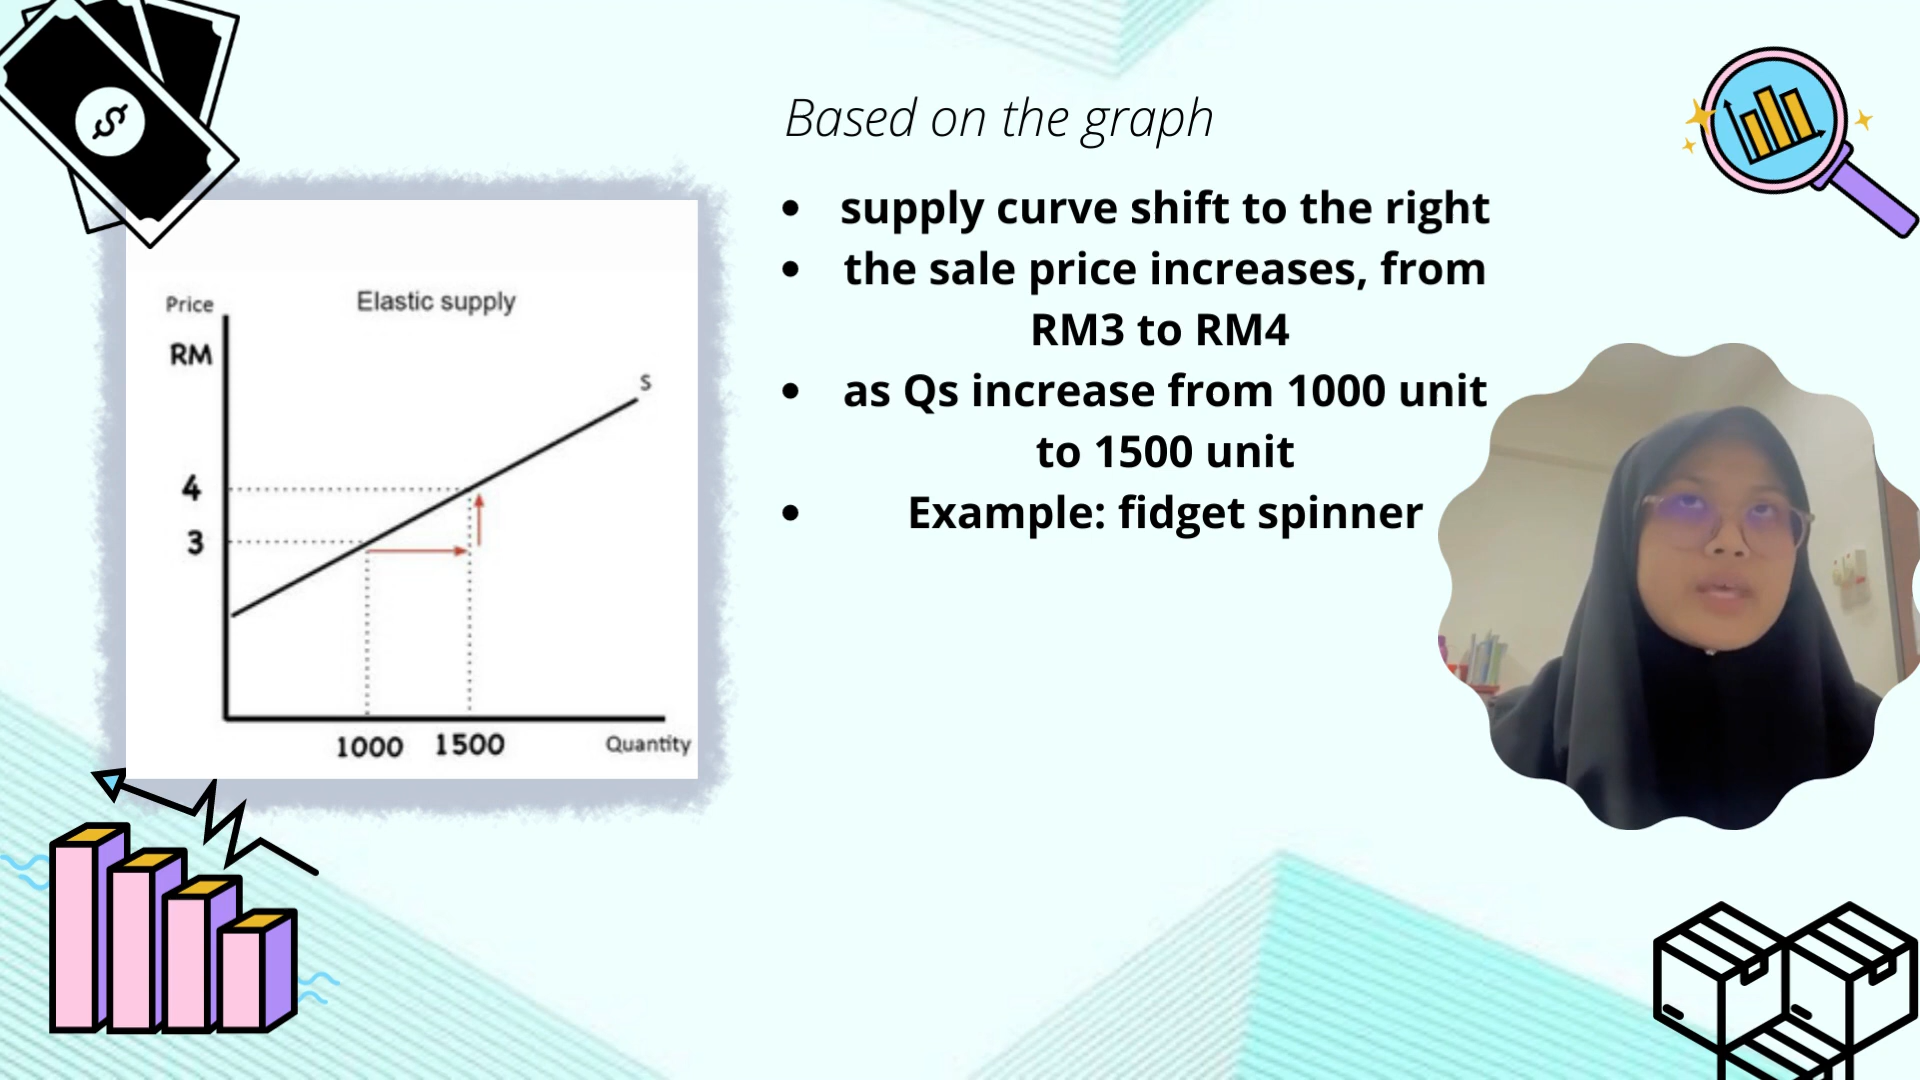 Based on the graph
• supply curve shift to the right
• the sale price increases, from
RM3 to RM4
• as Qs increase from 1000 unit
to 1500 unit
• Example: fidget spinner
Elastic supply
Price
RM
S
4
3
1000 1500
Quantity
$